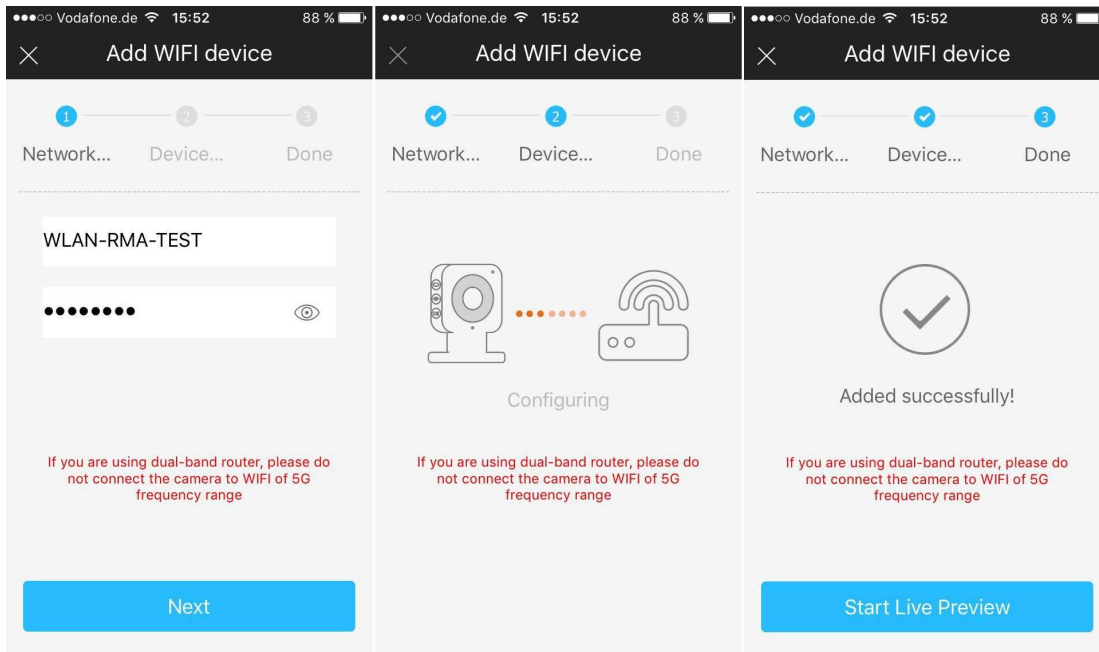 Vodafone.de 15:52 88 %
Add WIFI device
1 2 3
Network... Device... Done
WLAN-RMA-TEST
If you are using dual-band router, please do
not connect the camera to WIFI of 5G
frequency range
Next
Vodafone.de 15:52 88 %
Add WIFI device
2 3
Network... Device... Done
Configuring
If you are using dual-band router, please do
not connect the camera to WIFI of 5G
frequency range
Vodafone.de 15:52 88 %
Add WIFI device
3
Network... Device... Done
Added successfully!
If you are using dual-band router, please do
not connect the camera to WIFI of 5G
frequency range
Start Live Preview